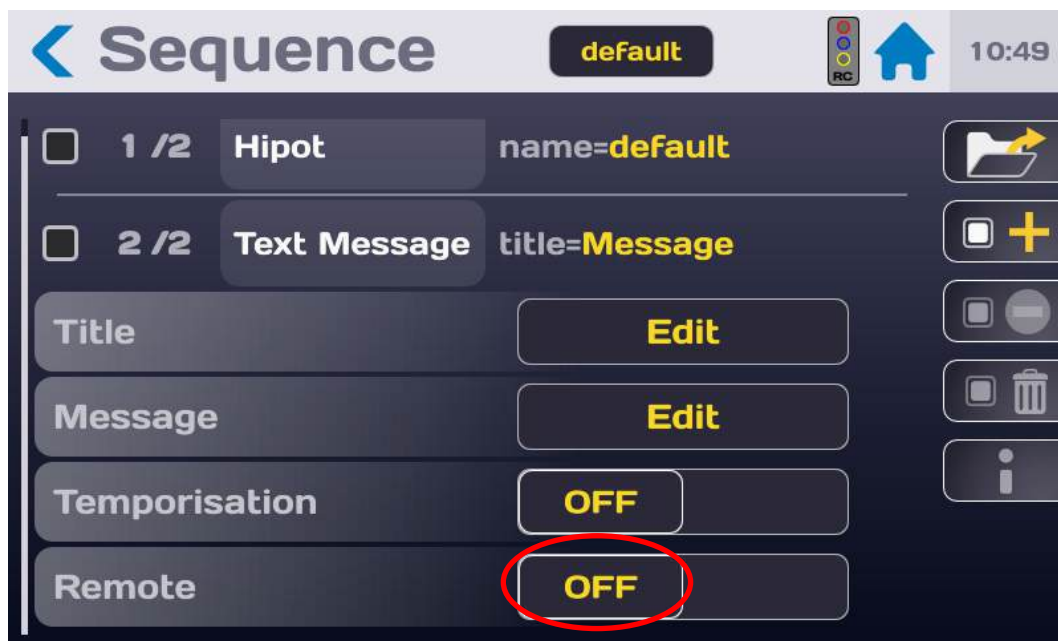 Sequence default RC 10:49
1 /2 Hipot name=default
2 /2 Text Message title=Message
Title Edit
Message Edit
Temporisation OFF
Remote OFF